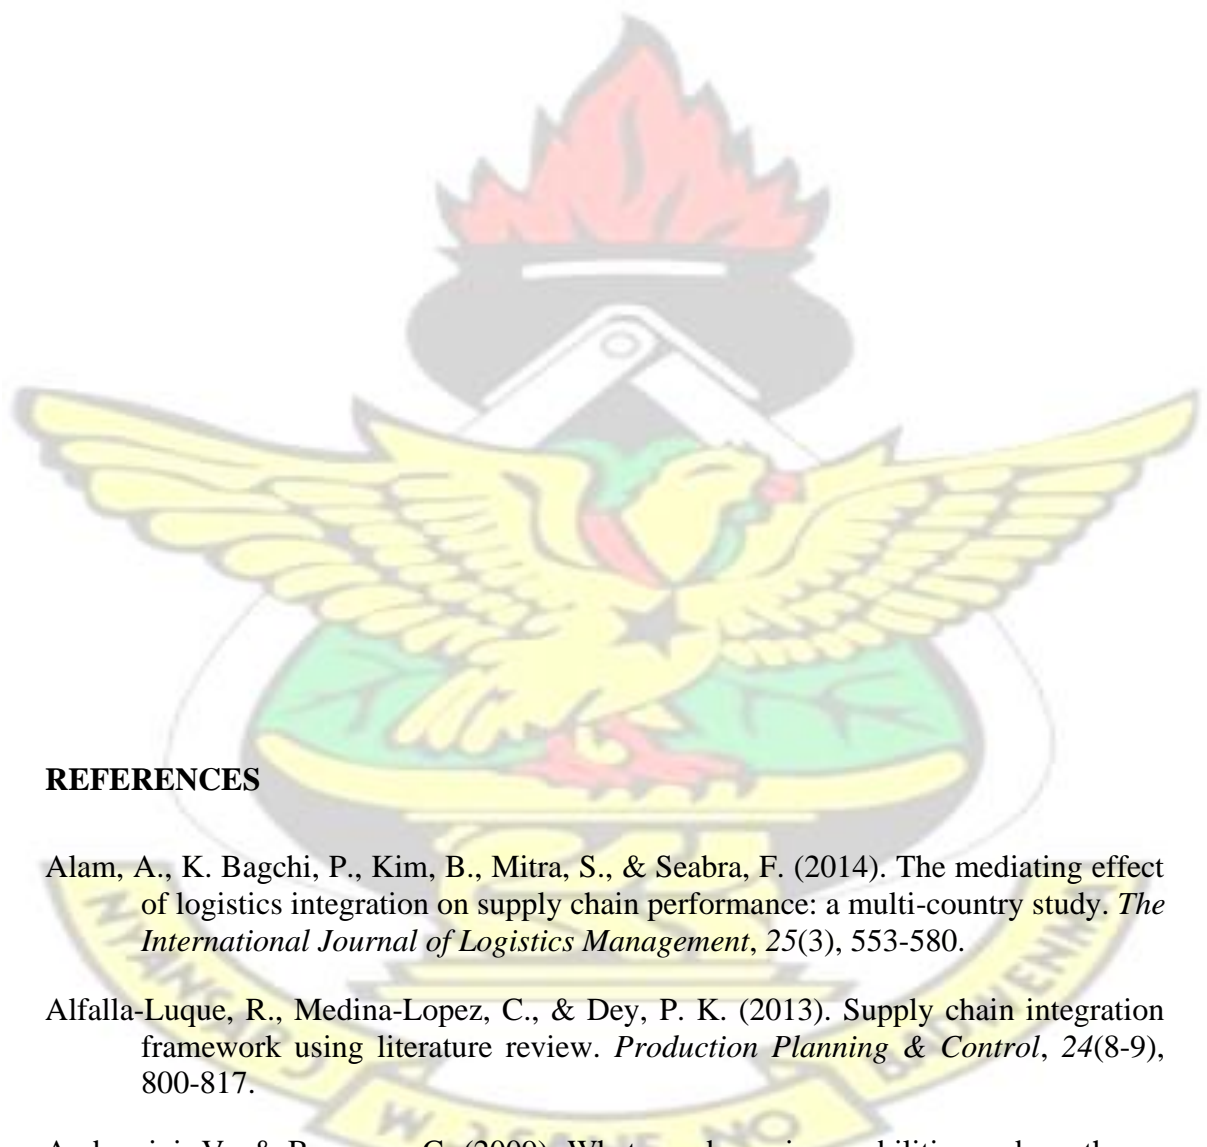 REFERENCES
Alam, A., K. Bagchi, P., Kim, B., Mitra, S., & Seabra, F. (2014). The mediating effect
of logistics integration on supply chain performance: a multi-country study. The
International Journal of Logistics Management, 25(3), 553-580.
Alfalla-Luque, R., Medina-Lopez, C., & Dey, P. K. (2013). Supply chain integration
framework using literature review. Production Planning & Control, 24(8-9),
800-817.